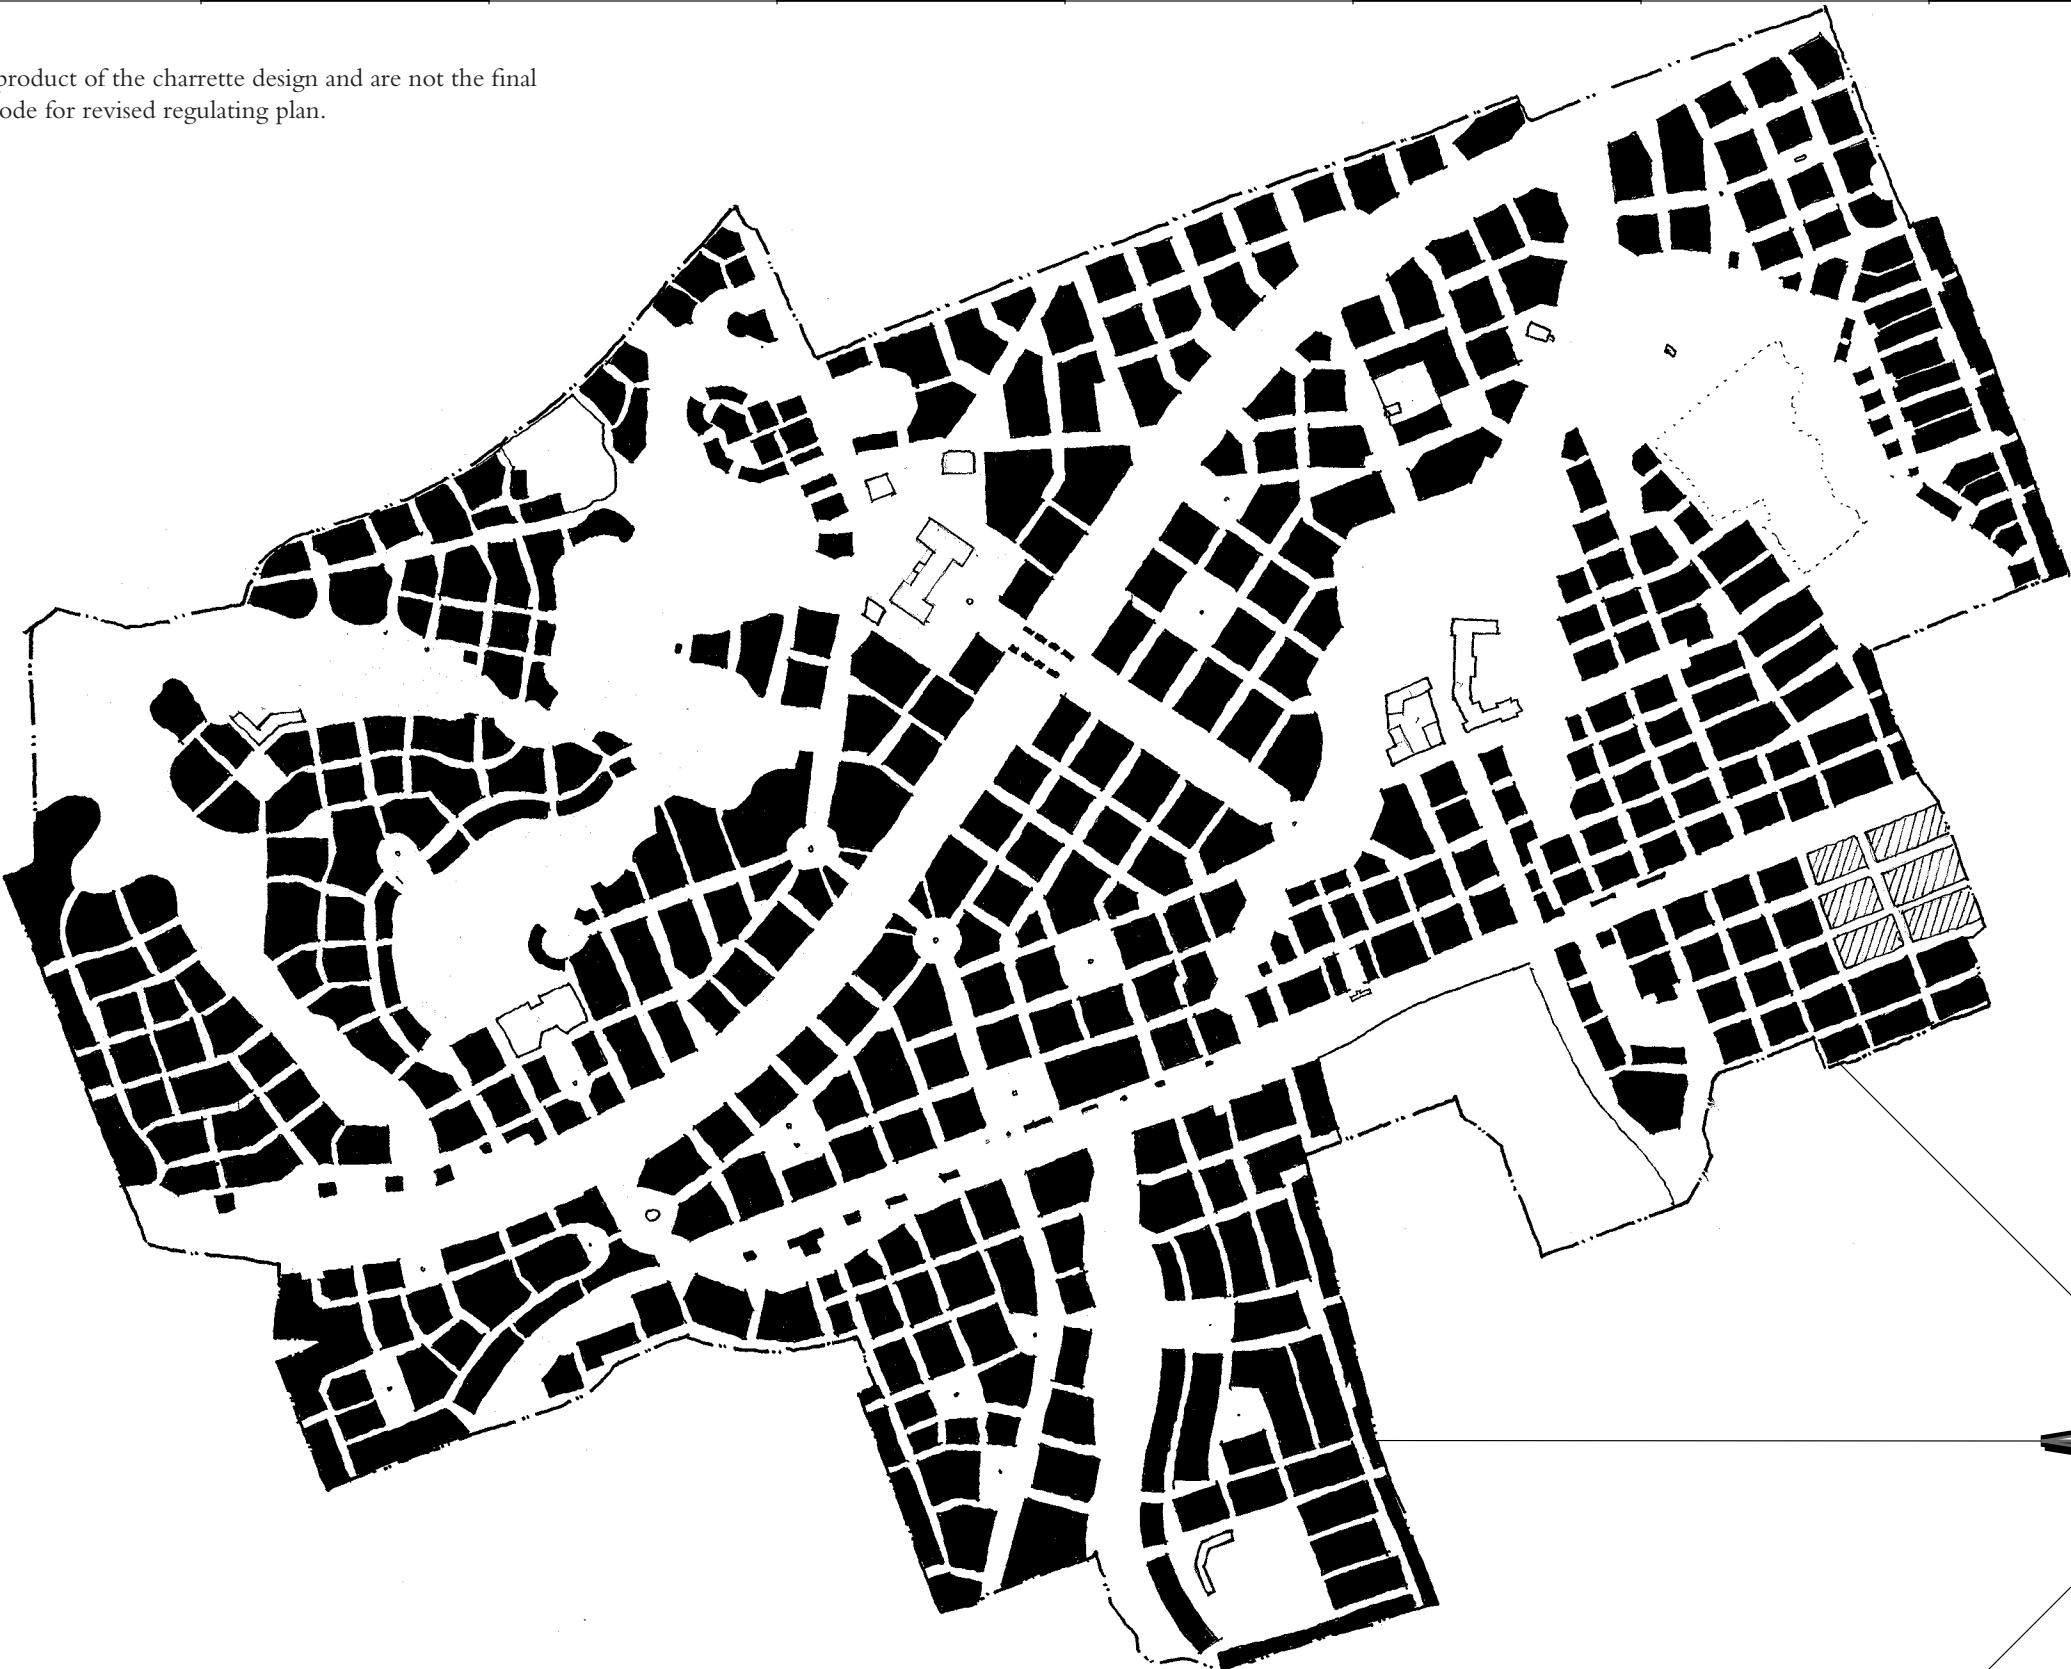 product of the charrette design and are not the final
ode for revised regulating plan.